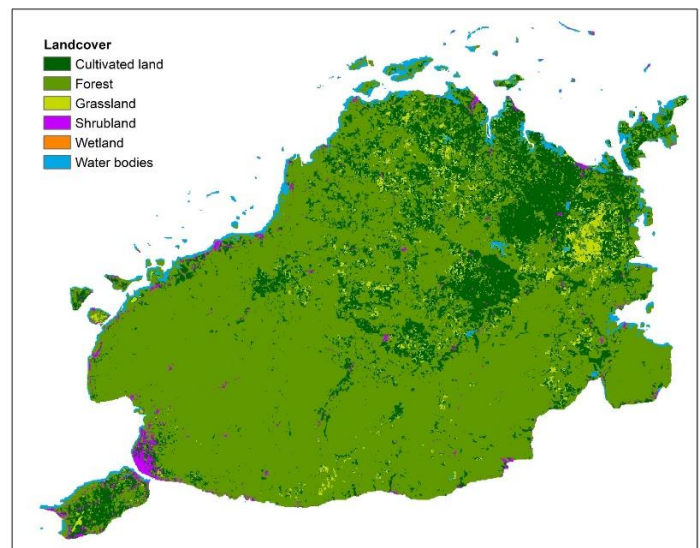 Landcover
Cultivated land
Forest
Grassland
Shrubland
Wetland
Water bodies